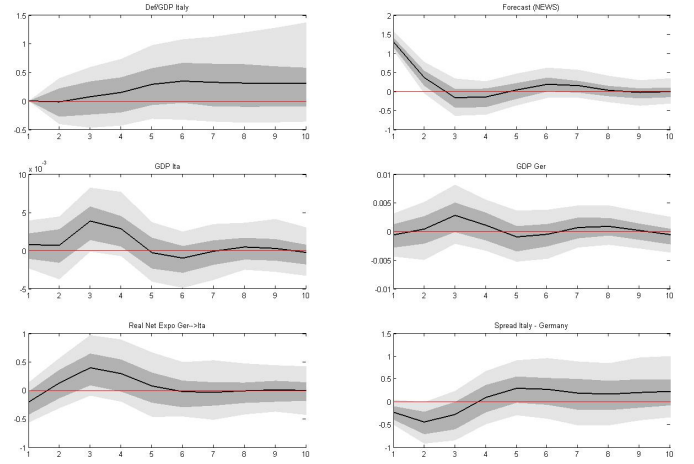 Def/GDP Italy
1.5
1
0.5
0
-0.5
1 2 3 4 5 6 7 8 9 10
Forecast (NEWS)
2
1.5
1
0.5
0
-0.5
-1
1 2 3 4 5 6 7 8 9 10
GDP Ita
x 10^-3
10
5
0
-5
1 2 3 4 5 6 7 8 9 10
GDP Ger
0.01
0.005
0
-0.005
-0.01
1 2 3 4 5 6 7 8 9 10
Real Net Expo Ger-->Ita
1
0.5
0
-0.5
-1
1 2 3 4 5 6 7 8 9 10
Spread Italy - Germany
1.5
1
0.5
0
-0.5
-1
1 2 3 4 5 6 7 8 9 10